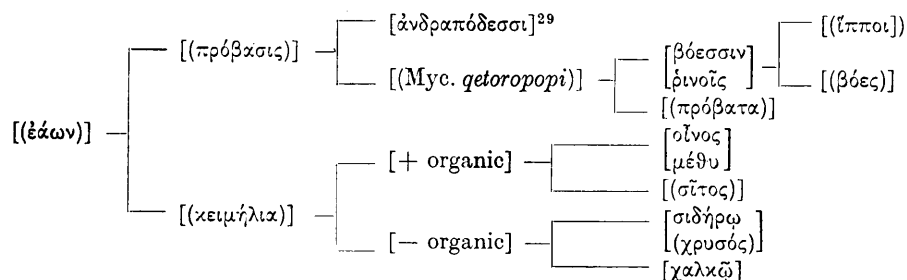 [(ἵπποι])
[ἀνδραπόδεσσι]²⁹
[(πρόβασις)]
[βόεσσιν
ῥινοῖς]
[(βόες)]
[(Myc. qetoropopi)]
[(πρόβατα)]
[(ἐάων)]
[οἶνος
μέθυ]
[+ organic]
[(σῖτος)]
[(κειμήλια)]
[σιδήρῳ
(χρυσός)]
[— organic]
[χαλκῷ]